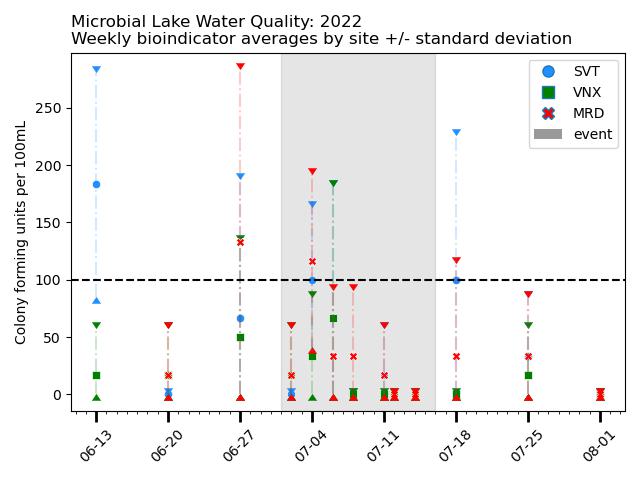 Microbial Lake Water Quality: 2022
Weekly bioindicator averages by site +/- standard deviation
SVT
VNX
MRD
event
Colony forming units per 100mL
250
200
150
100
50
0
06-13
06-20
06-27
07-04
07-11
07-18
07-25
08-01